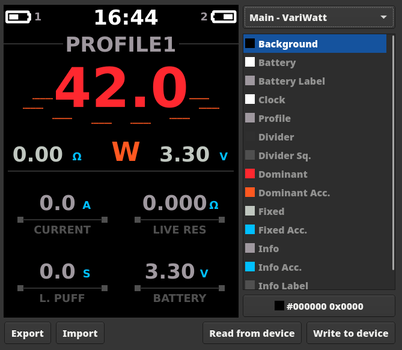 1 16:44 2
PROFILE1
42.0
0.00 Ω W 3.30 V
0.0 A 0.000 Ω
CURRENT LIVE RES
0.0 S 3.30 V
L. PUFF BATTERY
Main - VariWatt
Background
Battery
Battery Label
Clock
Profile
Divider
Divider Sq.
Dominant
Dominant Acc.
Fixed
Fixed Acc.
Info
Info Acc.
Info Label
#000000 0x0000
Export Import Read from device Write to device